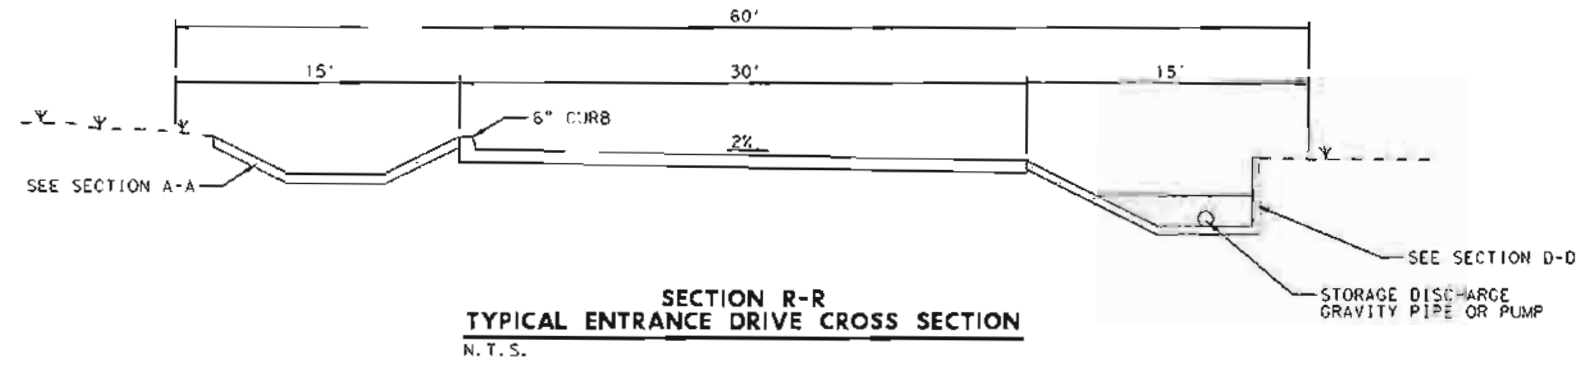 60'
15' 30' 15'
6" CURB
2%
SEE SECTION A-A
SEE SECTION D-D
STORAGE DISCHARGE
GRAVITY PIPE OR PUMP
SECTION R-R
TYPICAL ENTRANCE DRIVE CROSS SECTION
N.T.S.